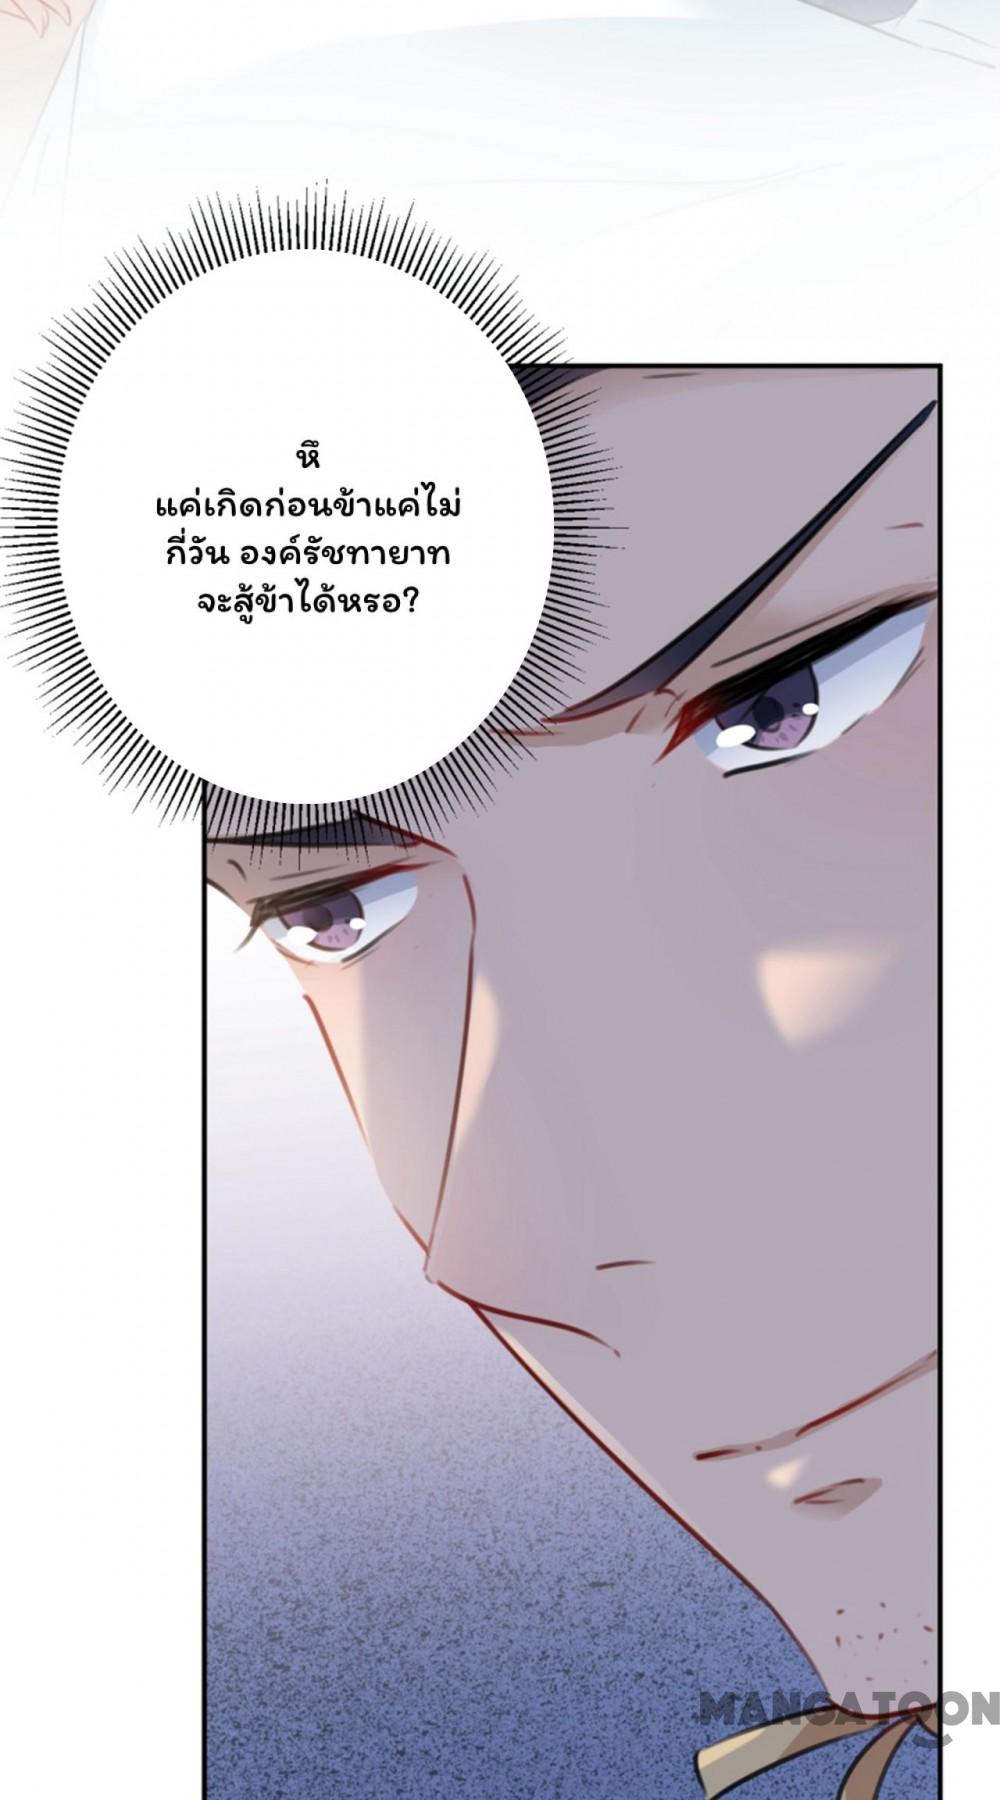 หึ
แค่เกิดก่อนข้าแค่ไม่
กี่วัน องค์รัชทายาท
จะสู้ข้าได้หรอ?
MANGATOON